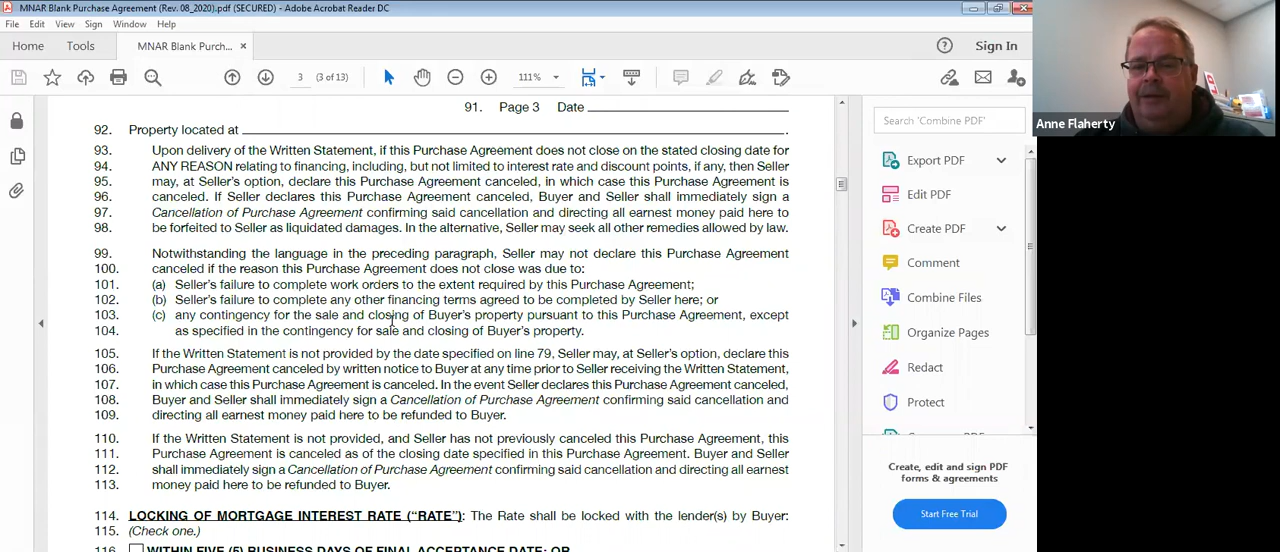 MNAR Blank Purchase Agreement (Rev. 08_2020).pdf (SECURED) - Adobe Acrobat Reader DC
File Edit View Sign Window Help
Home Tools MNAR Blank Purch... × Sign In
3 (3 of 13) 111%
91. Page 3 Date
92. Property located at .
93. Upon delivery of the Written Statement, if this Purchase Agreement does not close on the stated closing date for
94. ANY REASON relating to financing, including, but not limited to interest rate and discount points, if any, then Seller
95. may, at Seller's option, declare this Purchase Agreement canceled, in which case this Purchase Agreement is
96. canceled. If Seller declares this Purchase Agreement canceled, Buyer and Seller shall immediately sign a
97. Cancellation of Purchase Agreement confirming said cancellation and directing all earnest money paid here to
98. be forfeited to Seller as liquidated damages. In the alternative, Seller may seek all other remedies allowed by law.
99. Notwithstanding the language in the preceding paragraph, Seller may not declare this Purchase Agreement
100. canceled if the reason this Purchase Agreement does not close was due to:
101. (a) Seller's failure to complete work orders to the extent required by this Purchase Agreement;
102. (b) Seller's failure to complete any other financing terms agreed to be completed by Seller here; or
103. (c) any contingency for the sale and closing of Buyer's property pursuant to this Purchase Agreement, except
104. as specified in the contingency for sale and closing of Buyer's property.
105. If the Written Statement is not provided by the date specified on line 79, Seller may, at Seller's option, declare this
106. Purchase Agreement canceled by written notice to Buyer at any time prior to Seller receiving the Written Statement,
107. in which case this Purchase Agreement is canceled. In the event Seller declares this Purchase Agreement canceled,
108. Buyer and Seller shall immediately sign a Cancellation of Purchase Agreement confirming said cancellation and
109. directing all earnest money paid here to be refunded to Buyer.
110. If the Written Statement is not provided, and Seller has not previously canceled this Purchase Agreement, this
111. Purchase Agreement is canceled as of the closing date specified in this Purchase Agreement. Buyer and Seller
112. shall immediately sign a Cancellation of Purchase Agreement confirming said cancellation and directing all earnest
113. money paid here to be refunded to Buyer.
114. LOCKING OF MORTGAGE INTEREST RATE ("RATE"): The Rate shall be locked with the lender(s) by Buyer:
115. (Check one.)
116. WITHIN FIVE (5) BUSINESS DAYS OF FINAL ACCEPTANCE DATE; OR
Search 'Combine PDF'
Export PDF
Edit PDF
Create PDF
Comment
Combine Files
Organize Pages
Redact
Protect
Create, edit and sign PDF
forms & agreements
Start Free Trial
Anne Flaherty